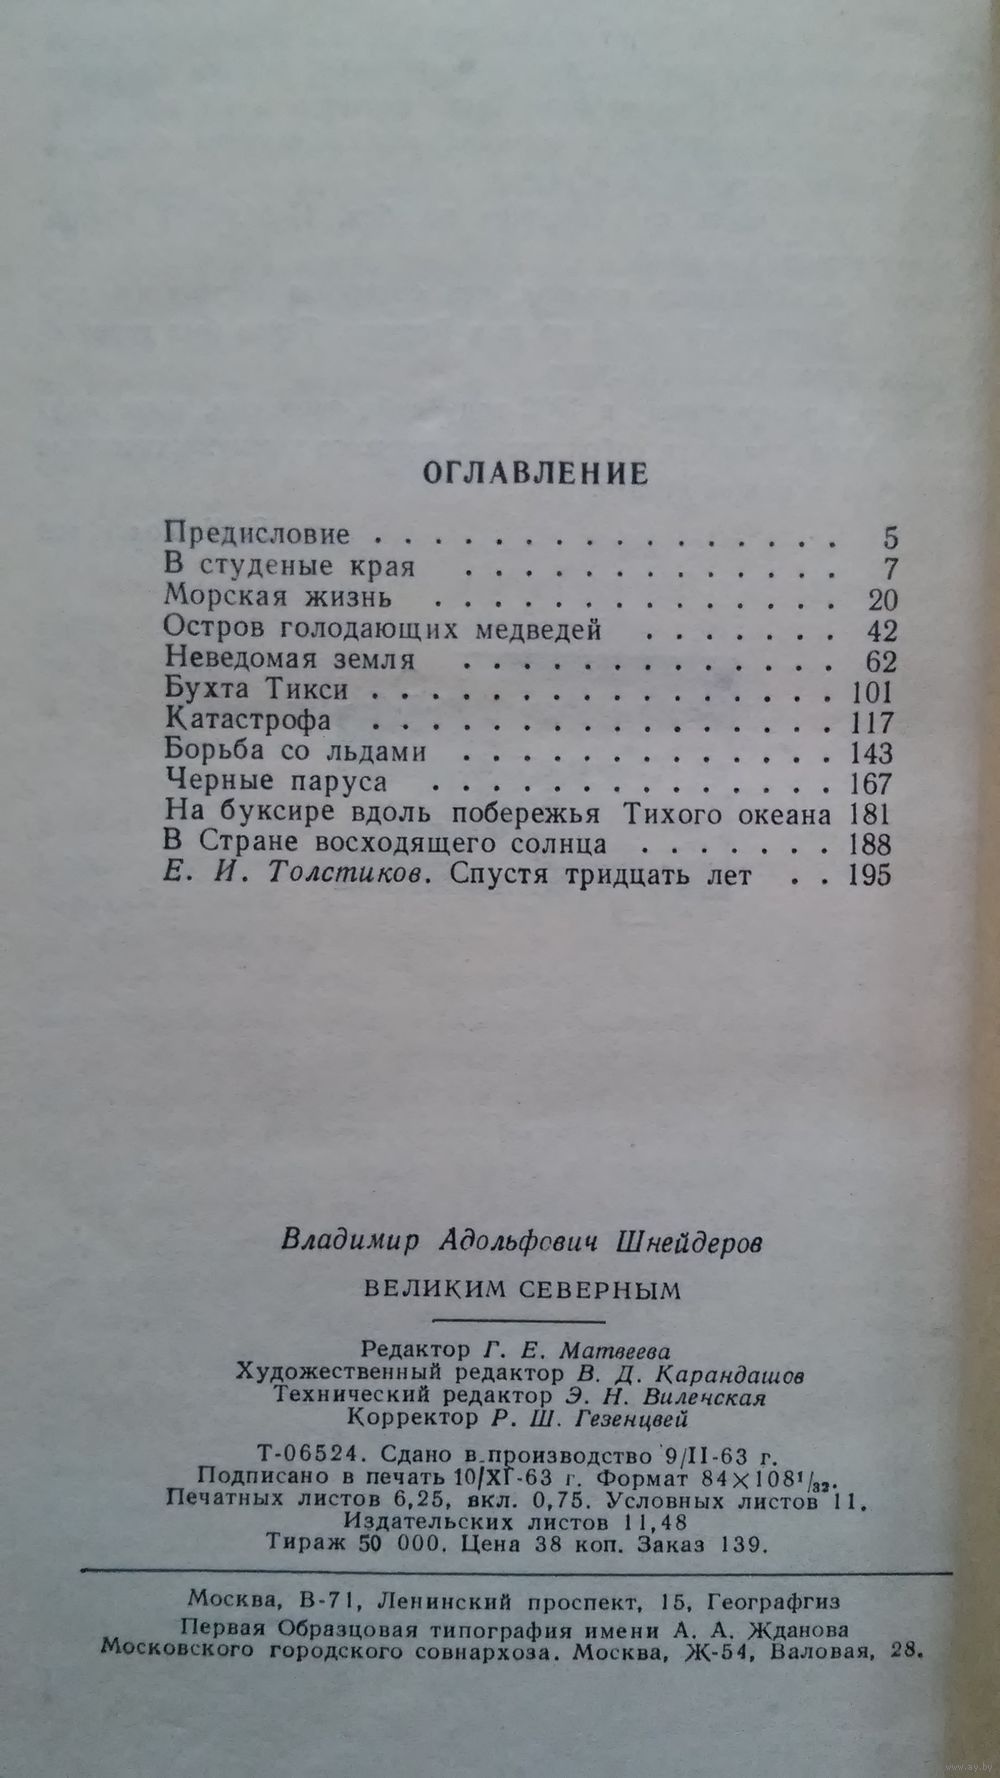 ОГЛАВЛЕНИЕ
Предисловие . . . . . . . . . . . . . . . . 5
В студеные края . . . . . . . . . . . . . 7
Морская жизнь . . . . . . . . . . . . . . 20
Остров голодающих медведей . . . . . . . 42
Неведомая земля . . . . . . . . . . . . . 62
Бухта Тикси . . . . . . . . . . . . . . . . 101
Катастрофа . . . . . . . . . . . . . . . . 117
Борьба со льдами . . . . . . . . . . . . . 143
Черные паруса . . . . . . . . . . . . . . 167
На буксире вдоль побережья Тихого океана 181
В Стране восходящего солнца . . . . . . . 188
Е. И. Толстиков. Спустя тридцать лет . . 195
Владимир Адольфович Шнейдеров
ВЕЛИКИМ СЕВЕРНЫМ
Редактор Г. Е. Матвеева
Художественный редактор В. Д. Карандашов
Технический редактор Э. Н. Виленская
Корректор Р. Ш. Гезенцвей
Т-06524. Сдано в производство 9/II-63 г.
Подписано в печать 10/XГ-63 г. Формат 84×108¹/₃₂.
Печатных листов 6,25, вкл. 0,75. Условных листов 11.
Издательских листов 11,48
Тираж 50 000. Цена 38 коп. Заказ 139.
Москва, В-71, Ленинский проспект, 15, Географгиз
Первая Образцовая типография имени А. А. Жданова
Московского городского совнархоза. Москва, Ж-54, Валовая, 28.
www.ay.by